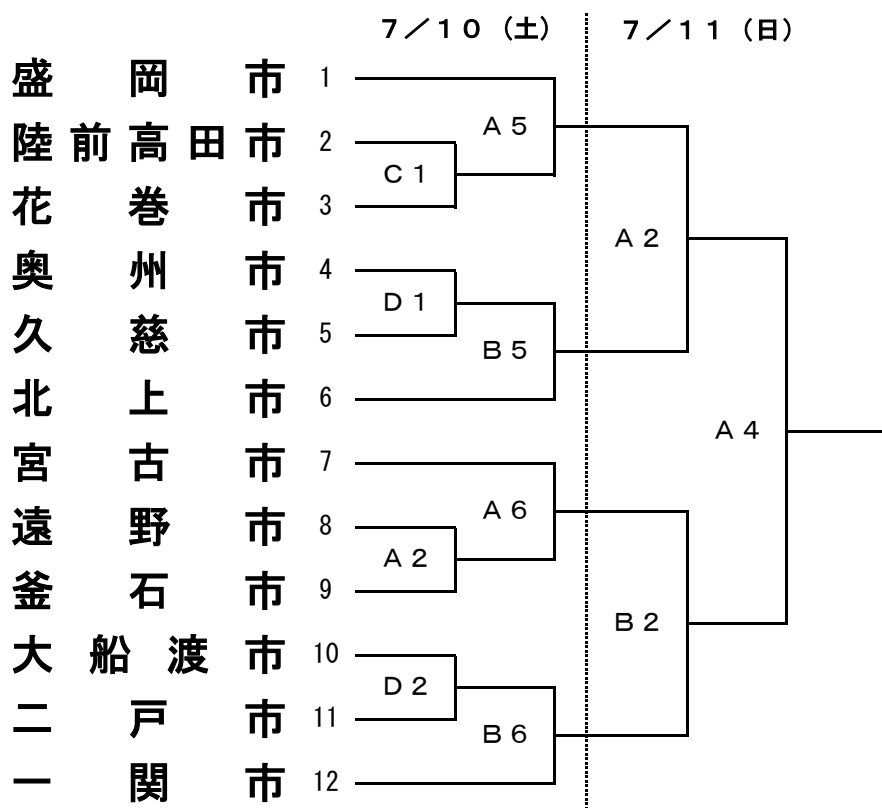 ７／１０（土） ７／１１（日）
盛岡市 1
A５
陸前高田市 2
C１
花巻市 3
A２
奥州市 4
D１
久慈市 5
B５
北上市 6
A４
宮古市 7
A６
遠野市 8
A２
釜石市 9
B２
大船渡市 10
D２
二戸市 11
B６
一関市 12